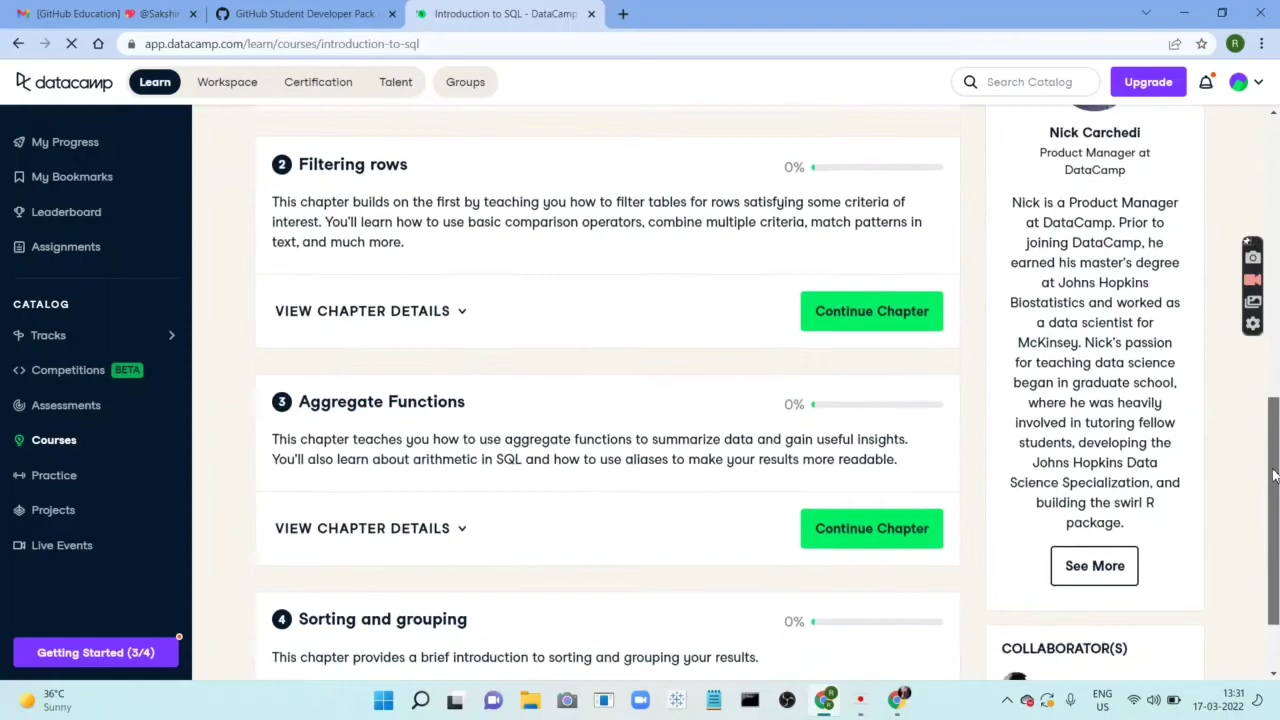 [GitHub Education] @Sakshi
GitHub Student Developer Pack
Introduction to SQL - DataCamp
app.datacamp.com/learn/courses/introduction-to-sql
datacamp
Learn
Workspace
Certification
Talent
Groups
Search Catalog
Upgrade
My Progress
My Bookmarks
Leaderboard
Assignments
CATALOG
Tracks
Competitions BETA
Assessments
Courses
Practice
Projects
Live Events
Getting Started (3/4)
2 Filtering rows
0%
This chapter builds on the first by teaching you how to filter tables for rows satisfying some criteria of
interest. You'll learn how to use basic comparison operators, combine multiple criteria, match patterns in
text, and much more.
VIEW CHAPTER DETAILS
Continue Chapter
3 Aggregate Functions
0%
This chapter teaches you how to use aggregate functions to summarize data and gain useful insights.
You'll also learn about arithmetic in SQL and how to use aliases to make your results more readable.
VIEW CHAPTER DETAILS
Continue Chapter
4 Sorting and grouping
0%
This chapter provides a brief introduction to sorting and grouping your results.
Nick Carchedi
Product Manager at
DataCamp
Nick is a Product Manager
at DataCamp. Prior to
joining DataCamp, he
earned his master's degree
at Johns Hopkins
Biostatistics and worked as
a data scientist for
McKinsey. Nick's passion
for teaching data science
began in graduate school,
where he was heavily
involved in tutoring fellow
students, developing the
Johns Hopkins Data
Science Specialization, and
building the swirl R
package.
See More
COLLABORATOR(S)
36°C
Sunny
ENG
US
13:31
17-03-2022